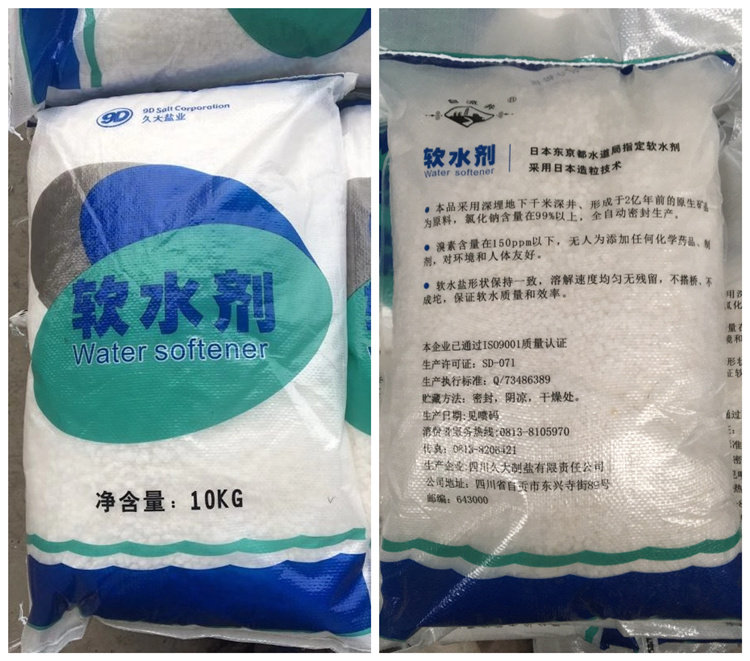 9D
9D Salt Corporation
久大盐业
软水剂
Water softener
净含量：10KG
软水剂
Water softener
日本东京都水道局指定软水剂
采用日本造粒技术
● 本品采用深埋地下千米深井、形成于2亿年前的原生矿
为原料，氯化钠含量在99%以上，全自动密封生产。
● 溴素含量在150ppm以下，无人为添加任何化学药品、制
剂，对环境和人体友好。
● 软水盐形状保持一致，溶解速度均匀无残留，不搭桥、不
成坨，保证软水质量和效率。
本企业已通过ISO9001质量认证
生产许可证：SD-071
生产执行标准：Q/73486389
贮藏方法：密封，阴凉，干燥处。
生产日期：见喷码
消费者服务热线：0813-8105970
传真：0813-8206421
生产企业：四川久大制盐有限责任公司
公司地址：四川省自贡市东兴寺街89号
邮编：643000